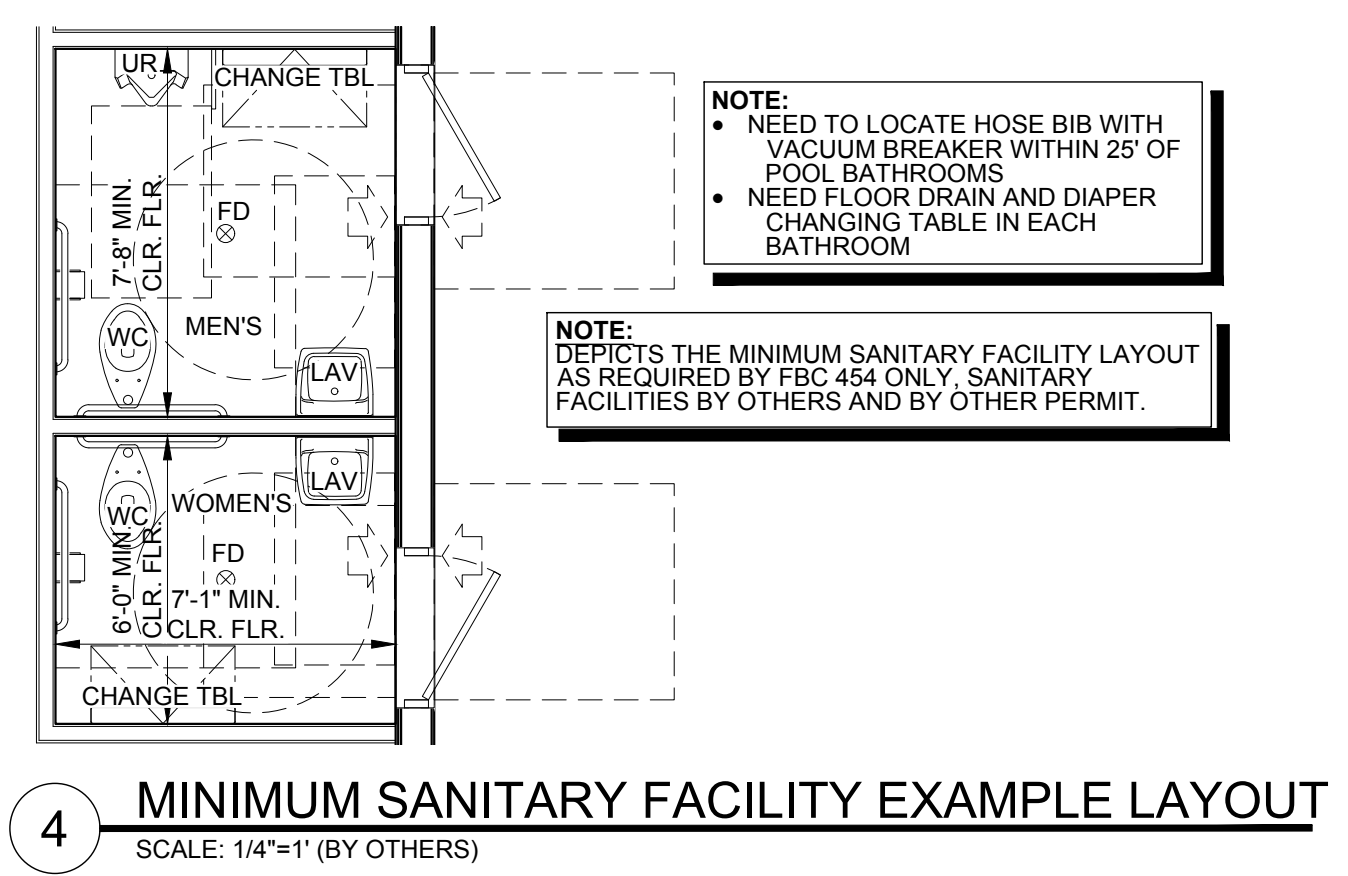 UR.
CHANGE TBL
7'-8" MIN.
CLR. FLR.
FD
WC
MEN'S
LAV
LAV
WC
WOMEN'S
6'-0" MIN.
CLR. FLR.
FD
7'-1" MIN.
CLR. FLR.
CHANGE TBL
NOTE:
• NEED TO LOCATE HOSE BIB WITH
VACUUM BREAKER WITHIN 25' OF
POOL BATHROOMS
• NEED FLOOR DRAIN AND DIAPER
CHANGING TABLE IN EACH
BATHROOM
NOTE:
DEPICTS THE MINIMUM SANITARY FACILITY LAYOUT
AS REQUIRED BY FBC 454 ONLY, SANITARY
FACILITIES BY OTHERS AND BY OTHER PERMIT.
4
MINIMUM SANITARY FACILITY EXAMPLE LAYOUT
SCALE: 1/4"=1' (BY OTHERS)